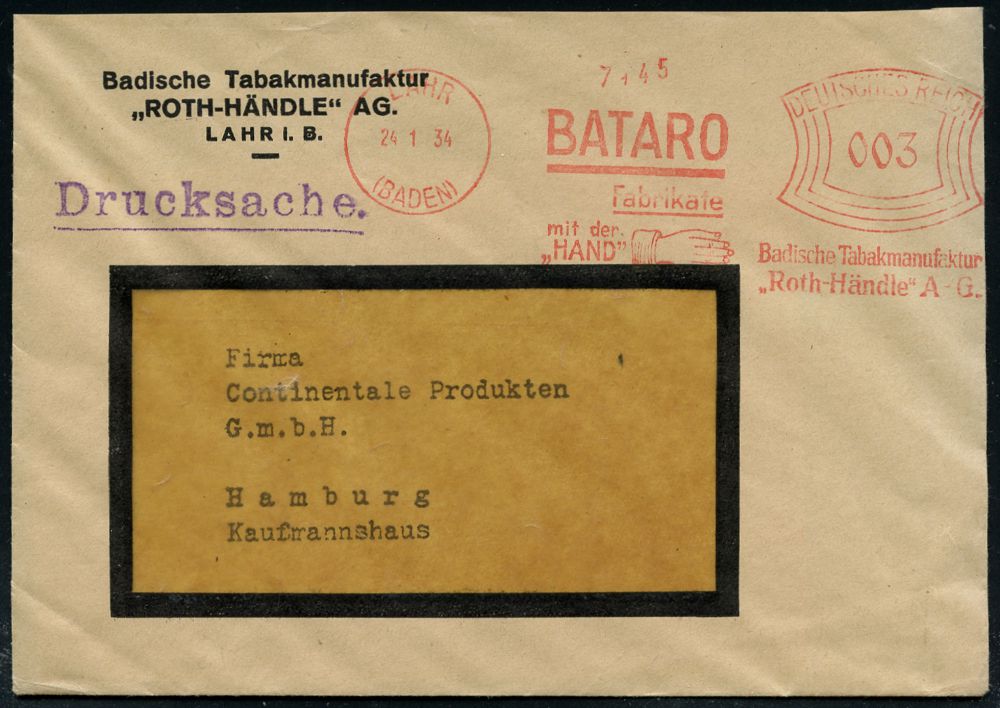 Badische Tabakmanufaktur
„ROTH-HÄNDLE“ AG.
LAHR i. B.
Drucksache.
LAHR
24 1 34
(BADEN)
7145
BATARO
Fabrikate
mit der
„HAND“
DEUTSCHES REICH
003
Badische Tabakmanufaktur
„Roth-Händle“ A-G.
Firma
Continentale Produkten
G.m.b.H.
Hamburg
Kaufmannshaus